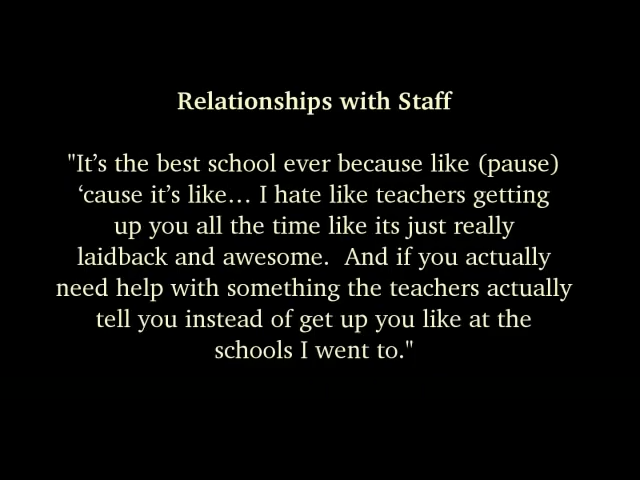 Relationships with Staff
"It’s the best school ever because like (pause)
‘cause it’s like… I hate like teachers getting
up you all the time like its just really
laidback and awesome.  And if you actually
need help with something the teachers actually
tell you instead of get up you like at the
schools I went to."